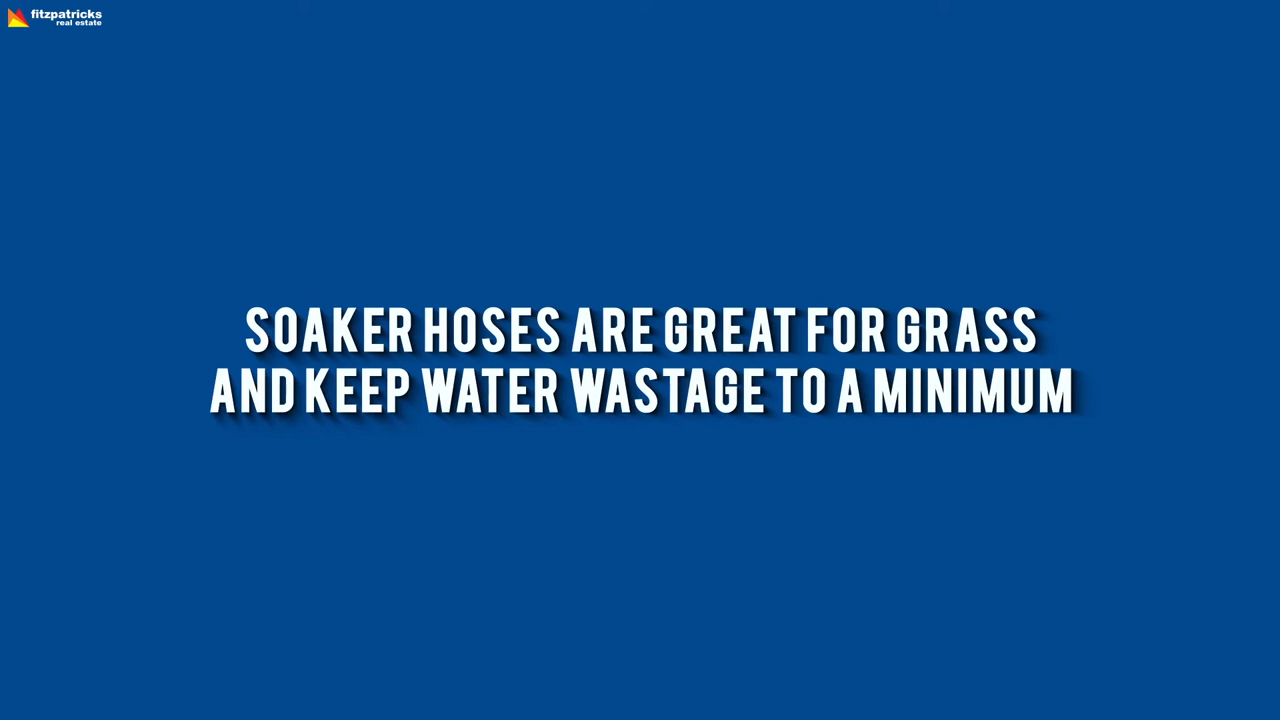 fitzpatricks
real estate
SOAKER HOSES ARE GREAT FOR GRASS
AND KEEP WATER WASTAGE TO A MINIMUM